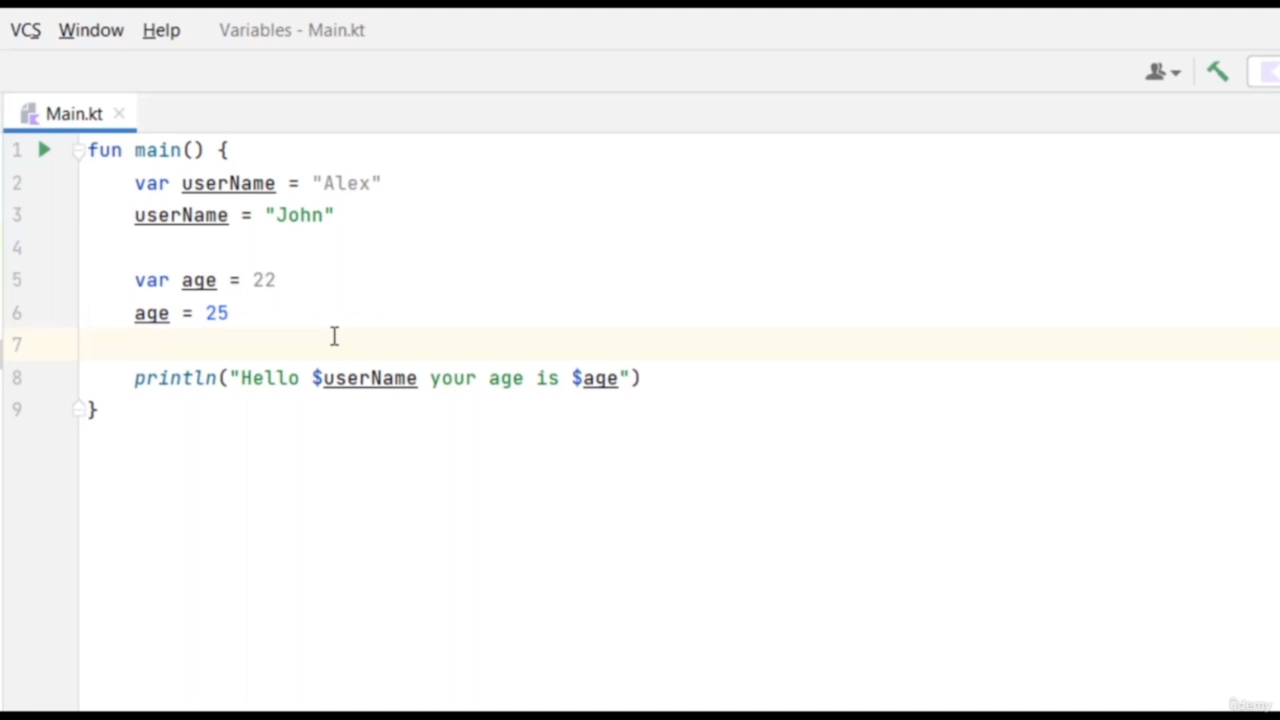 VCS Window Help Variables - Main.kt
Main.kt
1 fun main() {
2 var userName = "Alex"
3 userName = "John"
4
5 var age = 22
6 age = 25
7
8 println("Hello $userName your age is $age")
9 }
Udemy